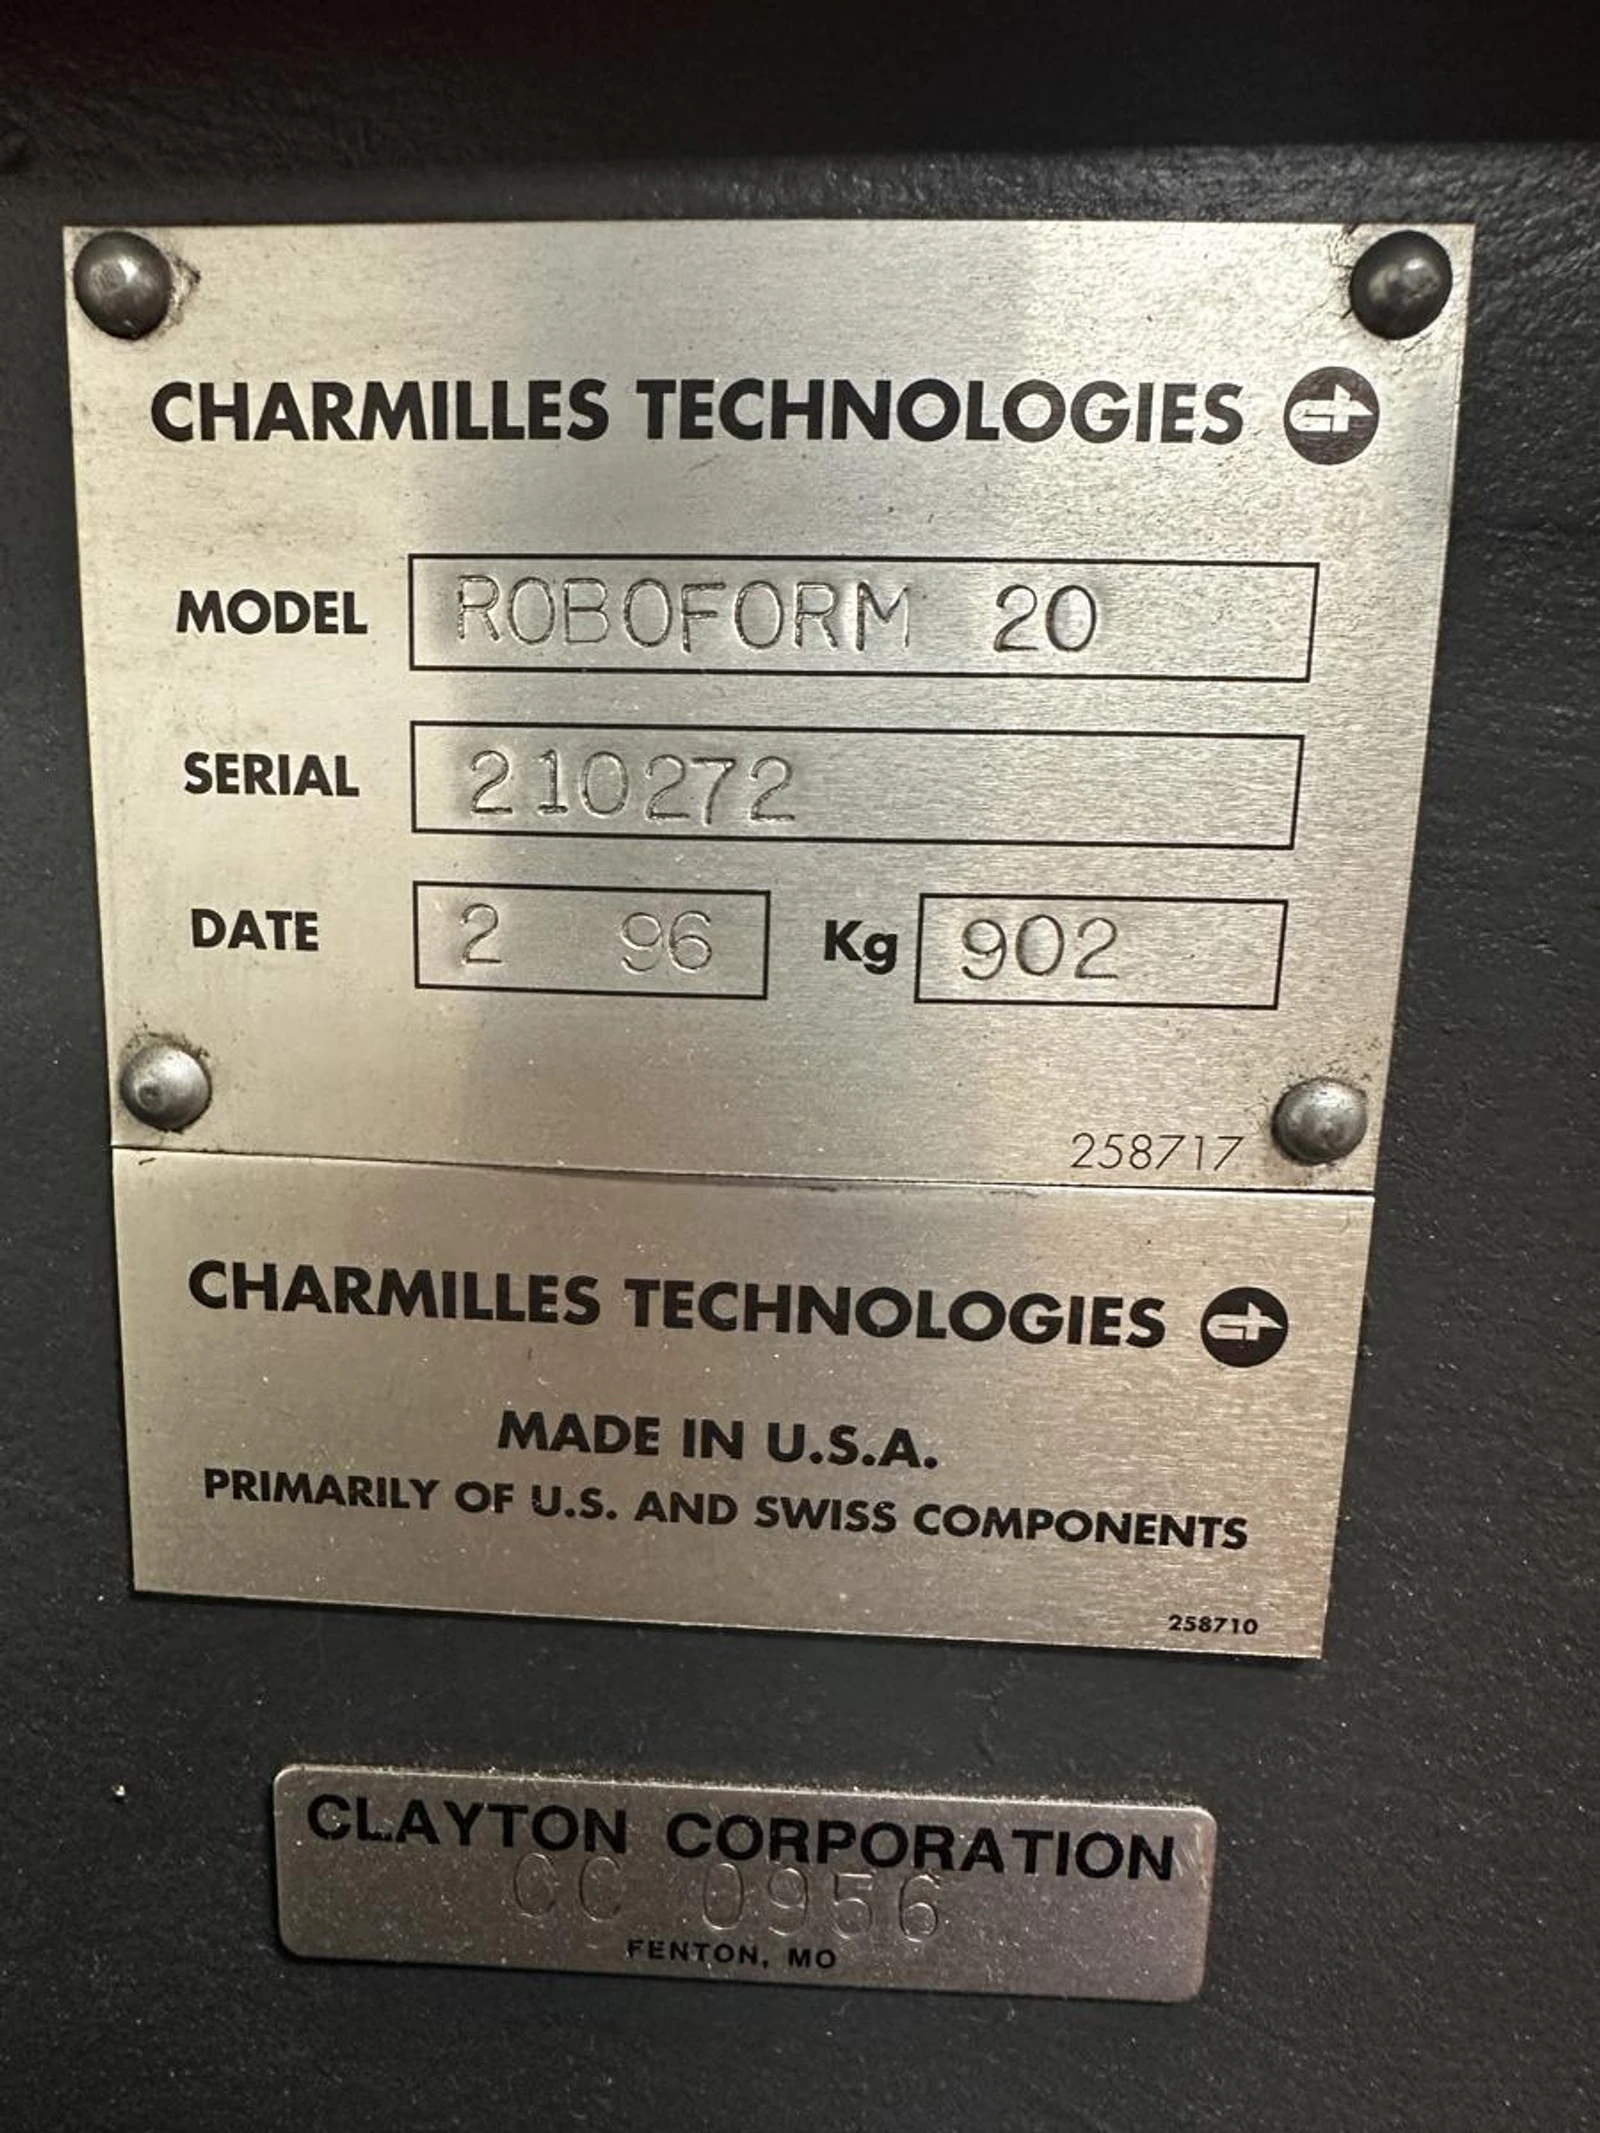 CHARMILLES TECHNOLOGIES
MODEL ROBOFORM 20
SERIAL 210272
DATE 2 96 Kg 902
258717
CHARMILLES TECHNOLOGIES
MADE IN U.S.A.
PRIMARILY OF U.S. AND SWISS COMPONENTS
258710
CLAYTON CORPORATION
CC 0956
FENTON, MO